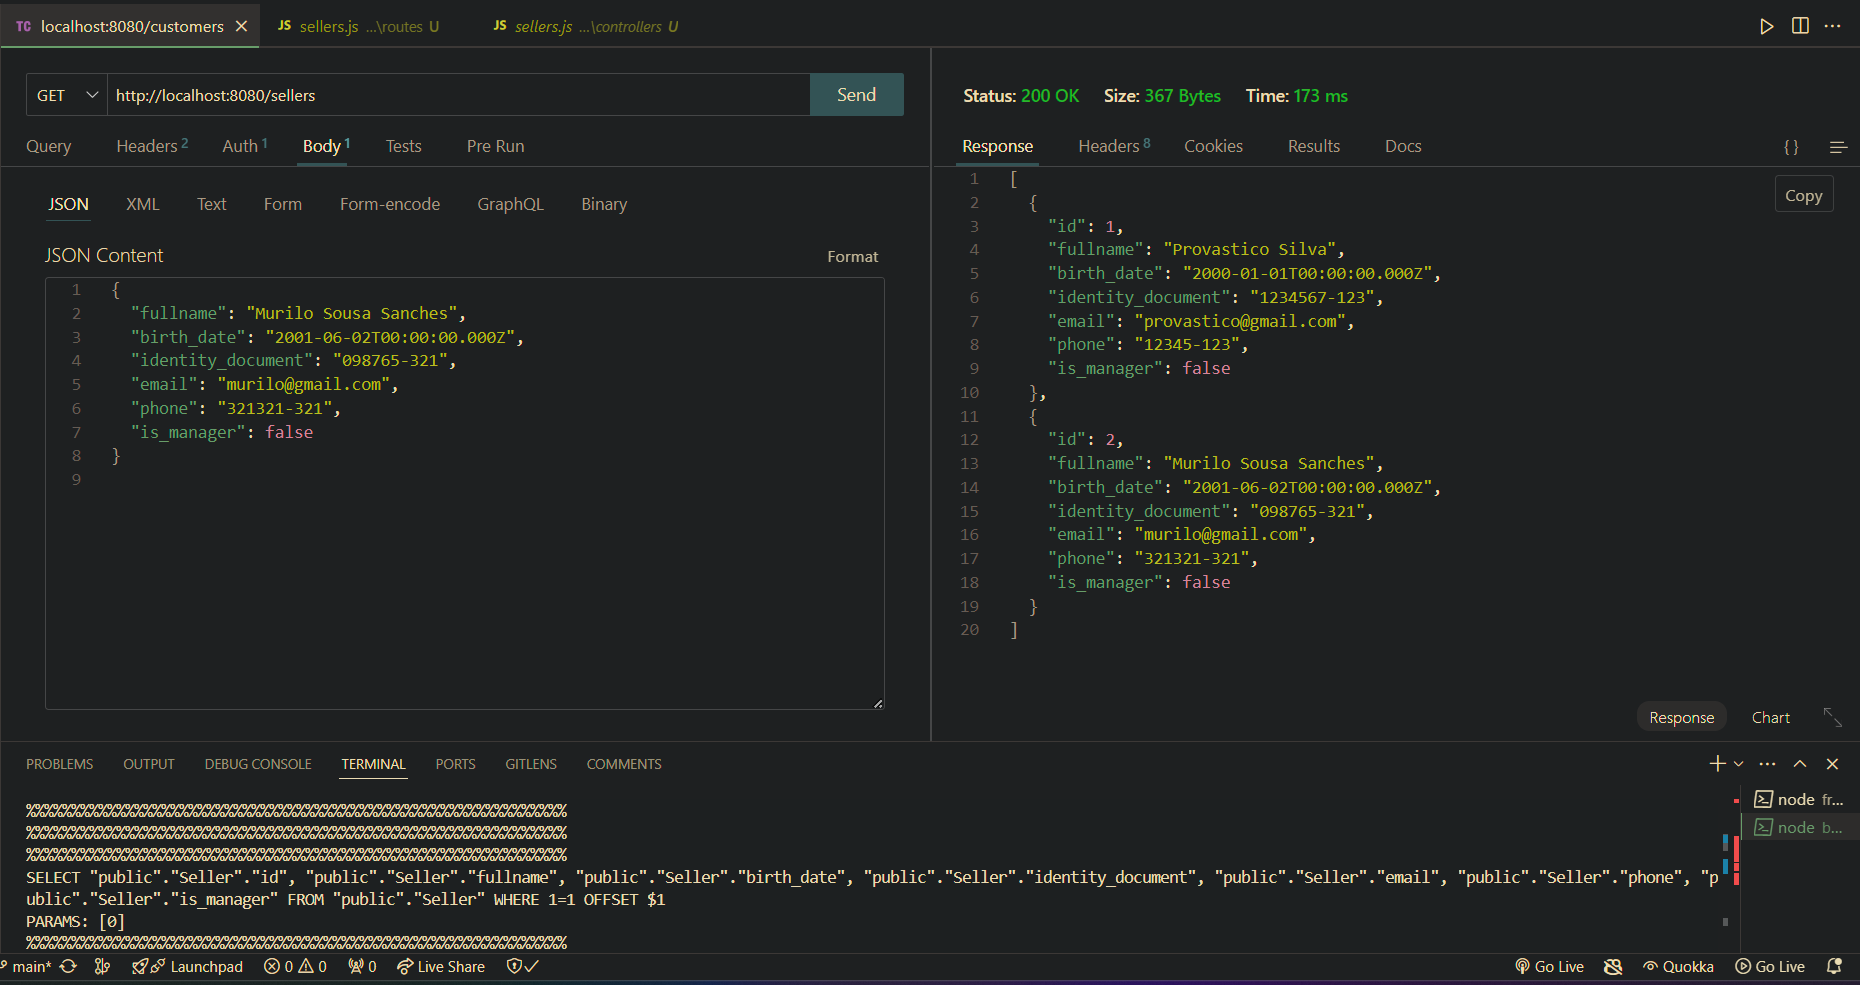 TC localhost:8080/customers
JS sellers.js ...\routes U
JS sellers.js ...\controllers U
GET
http://localhost:8080/sellers
Send
Query Headers 2 Auth 1 Body 1 Tests Pre Run
JSON XML Text Form Form-encode GraphQL Binary
JSON Content
Format
1 {
2 "fullname": "Murilo Sousa Sanches",
3 "birth_date": "2001-06-02T00:00:00.000Z",
4 "identity_document": "098765-321",
5 "email": "murilo@gmail.com",
6 "phone": "321321-321",
7 "is_manager": false
8 }
9
Status: 200 OK Size: 367 Bytes Time: 173 ms
Response Headers 8 Cookies Results Docs
{}
Copy
1 [
2 {
3 "id": 1,
4 "fullname": "Provastico Silva",
5 "birth_date": "2000-01-01T00:00:00.000Z",
6 "identity_document": "1234567-123",
7 "email": "provastico@gmail.com",
8 "phone": "12345-123",
9 "is_manager": false
10 },
11 {
12 "id": 2,
13 "fullname": "Murilo Sousa Sanches",
14 "birth_date": "2001-06-02T00:00:00.000Z",
15 "identity_document": "098765-321",
16 "email": "murilo@gmail.com",
17 "phone": "321321-321",
18 "is_manager": false
19 }
20 ]
Response Chart
PROBLEMS OUTPUT DEBUG CONSOLE TERMINAL PORTS GITLENS COMMENTS
%%%%%%%%%%%%%%%%%%%%%%%%%%%%%%%%%%%%%%%%%%%%%%%%%%%%%%%%
%%%%%%%%%%%%%%%%%%%%%%%%%%%%%%%%%%%%%%%%%%%%%%%%%%%%%%%%
%%%%%%%%%%%%%%%%%%%%%%%%%%%%%%%%%%%%%%%%%%%%%%%%%%%%%%%%
SELECT "public"."Seller"."id", "public"."Seller"."fullname", "public"."Seller"."birth_date", "public"."Seller"."identity_document", "public"."Seller"."email", "public"."Seller"."phone", "p
ublic"."Seller"."is_manager" FROM "public"."Seller" WHERE 1=1 OFFSET $1
PARAMS: [0]
%%%%%%%%%%%%%%%%%%%%%%%%%%%%%%%%%%%%%%%%%%%%%%%%%%%%%%%%
node fr...
node b...
main* Launchpad 0 0 0 Live Share
Go Live Quokka Go Live